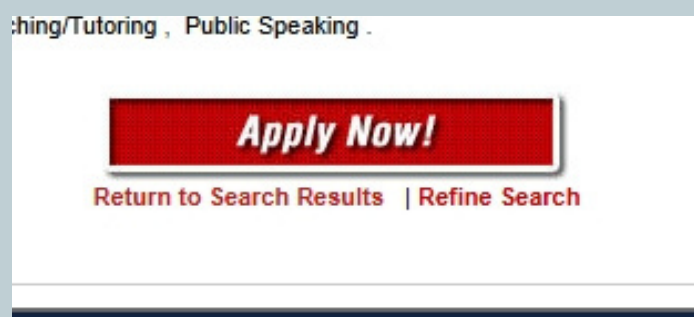 ching/Tutoring , Public Speaking .
Apply Now!
Return to Search Results | Refine Search